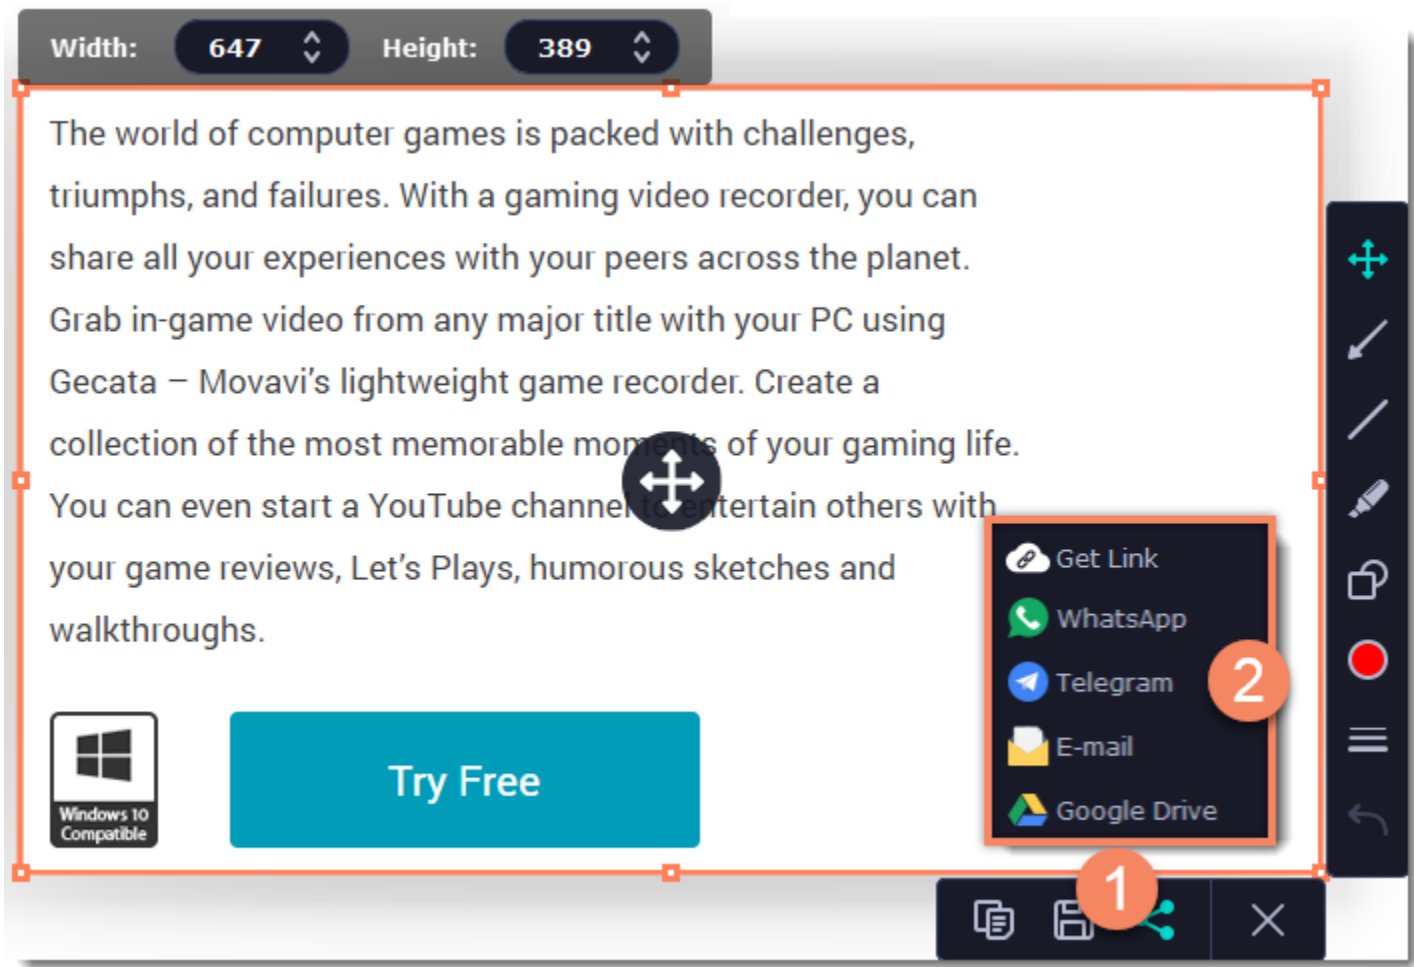 Width: 647 Height: 389
The world of computer games is packed with challenges,
triumphs, and failures. With a gaming video recorder, you can
share all your experiences with your peers across the planet.
Grab in-game video from any major title with your PC using
Gecata – Movavi’s lightweight game recorder. Create a
collection of the most memorable moments of your gaming life.
You can even start a YouTube channel to entertain others with
your game reviews, Let’s Plays, humorous sketches and
walkthroughs.
Get Link
WhatsApp
Telegram
2
E-mail
Google Drive
Windows 10
Compatible
Try Free
1